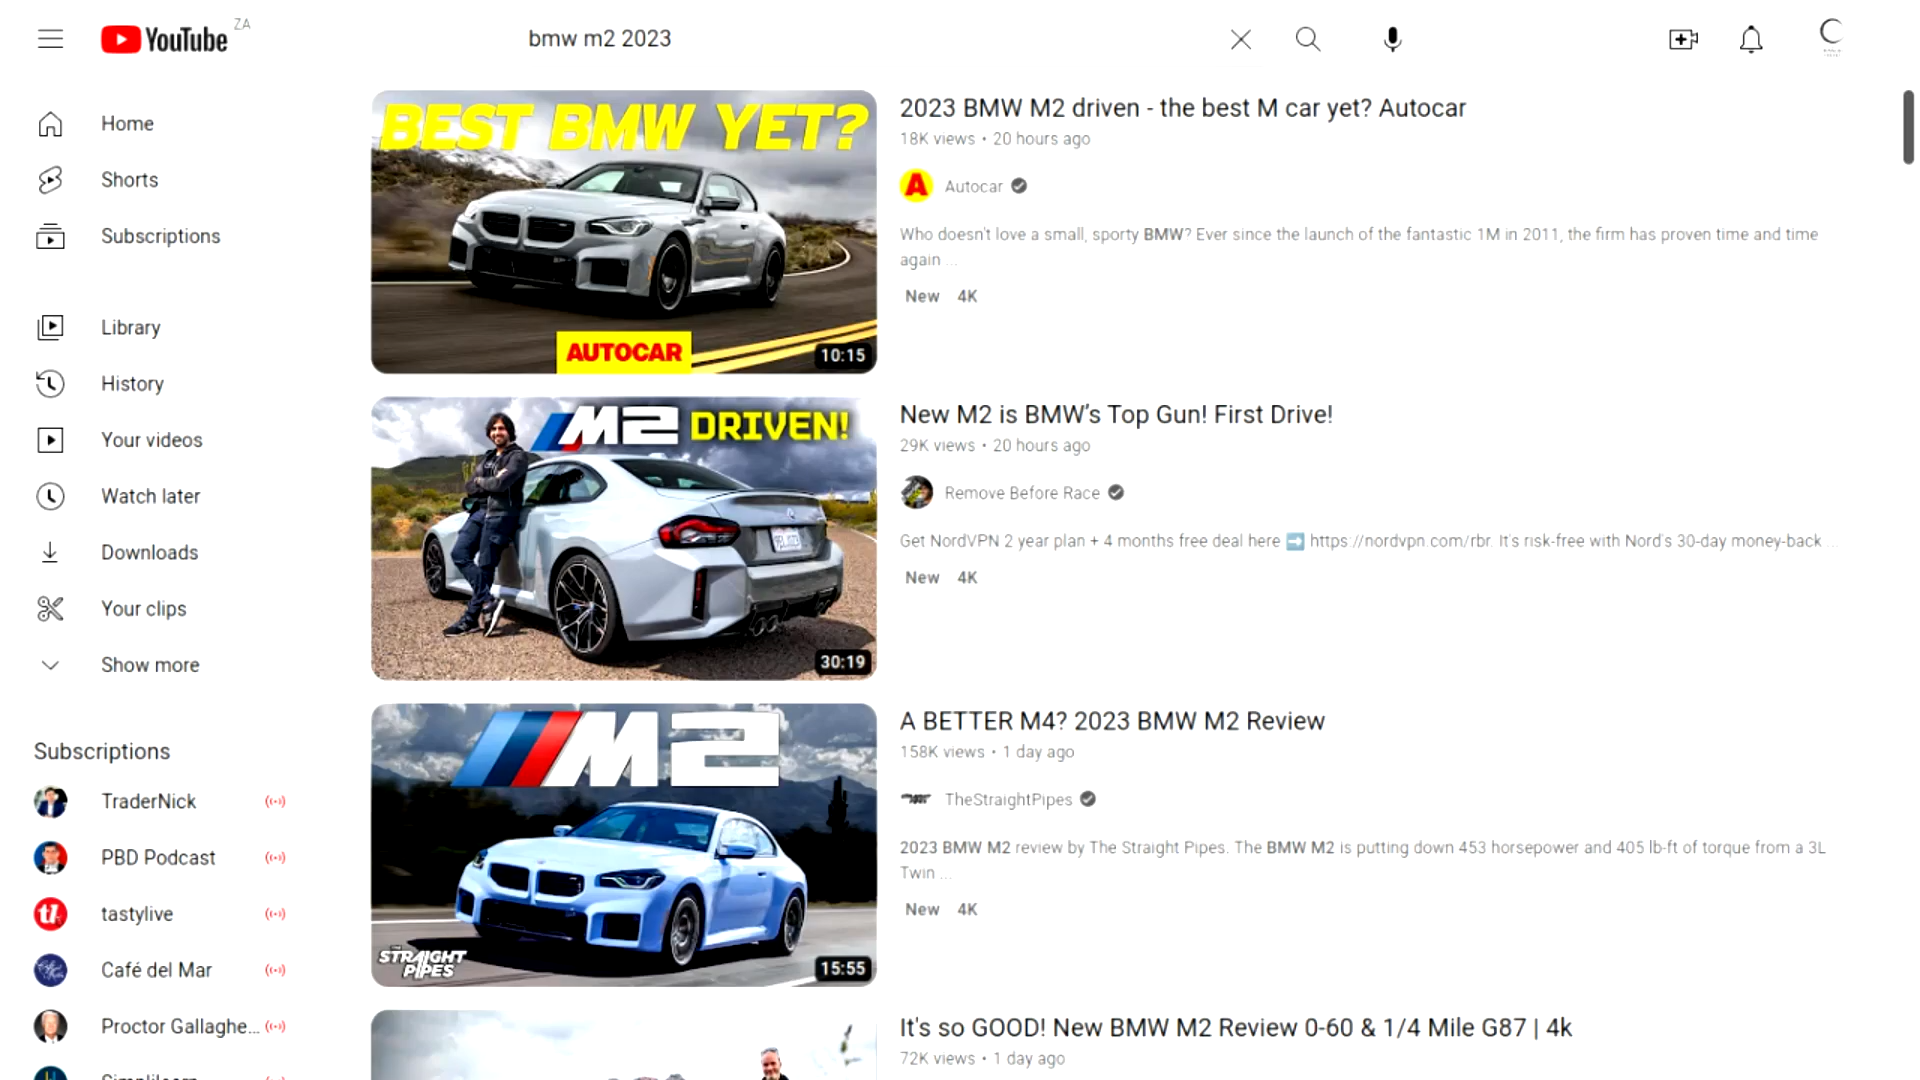 YouTube ZA
bmw m2 2023
Home
Shorts
Subscriptions
Library
History
Your videos
Watch later
Downloads
Your clips
Show more
Subscriptions
TraderNick
PBD Podcast
tastylive
Café del Mar
Proctor Gallaghe...
BEST BMW YET?
AUTOCAR
10:15
2023 BMW M2 driven - the best M car yet? Autocar
18K views • 20 hours ago
A Autocar
Who doesn't love a small, sporty BMW? Ever since the launch of the fantastic 1M in 2011, the firm has proven time and time
again ...
New 4K
M2 DRIVEN!
30:19
New M2 is BMW's Top Gun! First Drive!
29K views • 20 hours ago
Remove Before Race
Get NordVPN 2 year plan + 4 months free deal here ➡️ https://nordvpn.com/rbr. It's risk-free with Nord's 30-day money-back ...
New 4K
M2
THE
STRAIGHT
PIPES
15:55
A BETTER M4? 2023 BMW M2 Review
158K views • 1 day ago
TheStraightPipes
2023 BMW M2 review by The Straight Pipes. The BMW M2 is putting down 453 horsepower and 405 lb-ft of torque from a 3L
Twin ...
New 4K
It's so GOOD! New BMW M2 Review 0-60 & 1/4 Mile G87 | 4k
72K views • 1 day ago